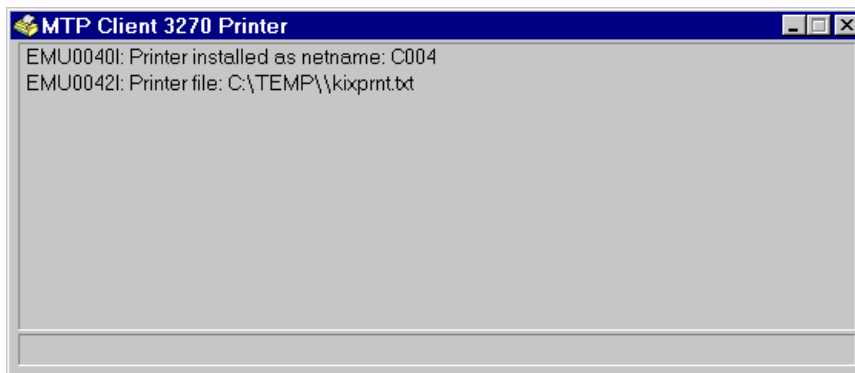 MTP Client 3270 Printer
EMU0040I: Printer installed as netname: C004
EMU0042I: Printer file: C:\TEMP\\kixprnt.txt